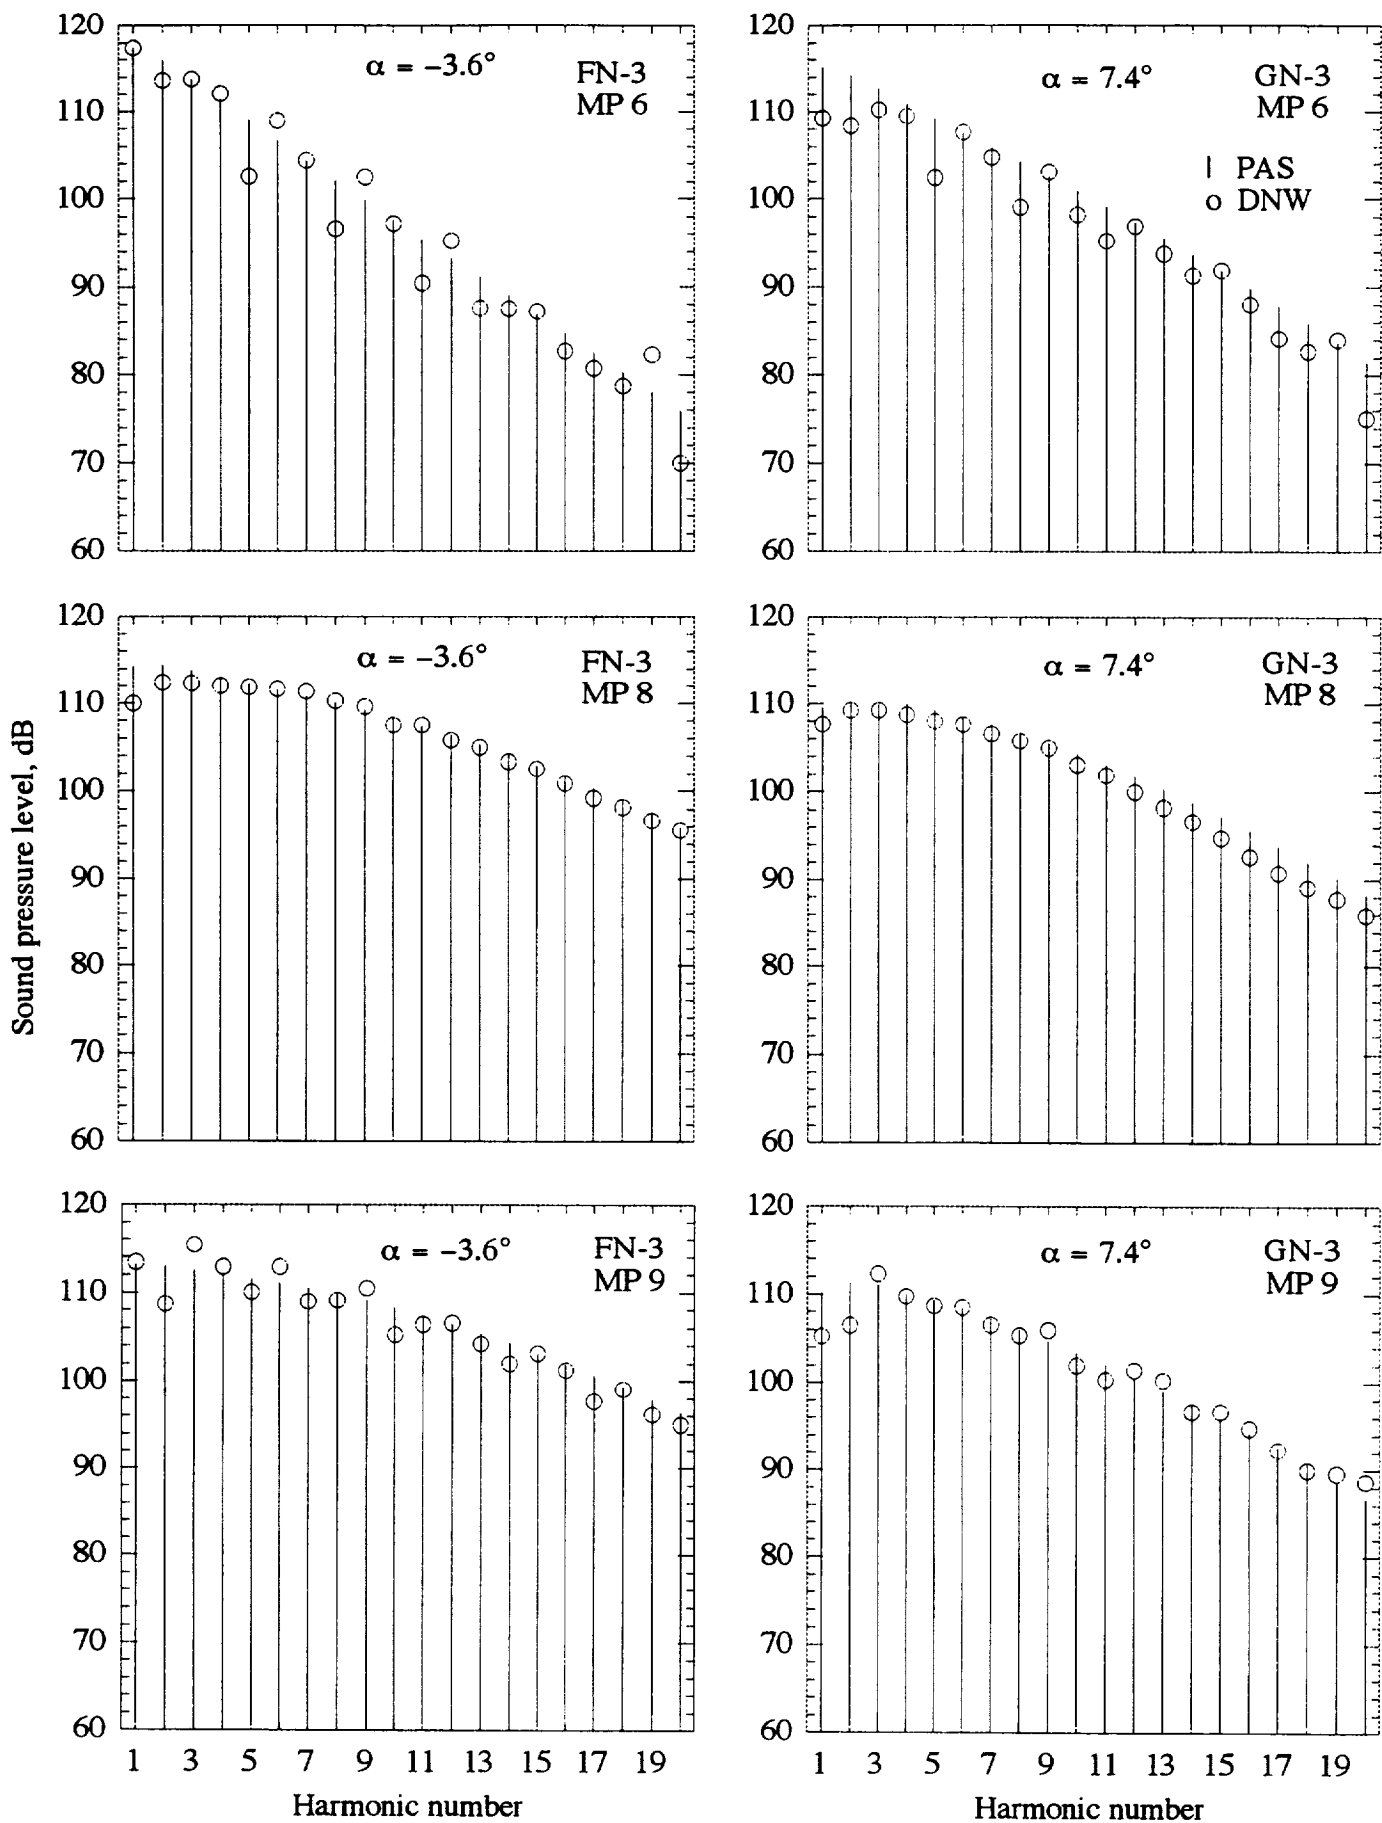 120
110
100
90
80
70
60
α = −3.6°
FN-3
MP 6
120
110
100
90
80
70
60
α = 7.4°
GN-3
MP 6
| PAS
o DNW
Sound pressure level, dB
120
110
100
90
80
70
60
α = −3.6°
FN-3
MP 8
120
110
100
90
80
70
60
α = 7.4°
GN-3
MP 8
120
110
100
90
80
70
60
α = −3.6°
FN-3
MP 9
1 3 5 7 9 11 13 15 17 19
Harmonic number
120
110
100
90
80
70
60
α = 7.4°
GN-3
MP 9
1 3 5 7 9 11 13 15 17 19
Harmonic number